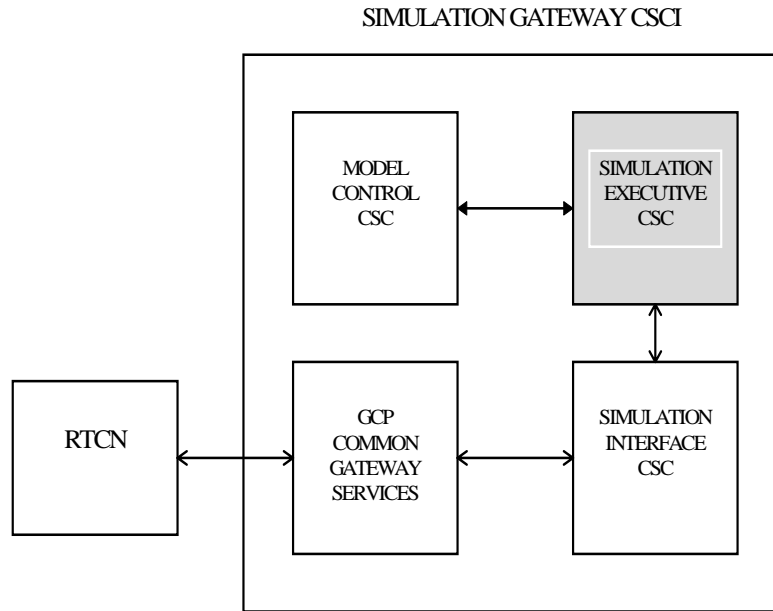 SIMULATION GATEWAY CSCI
MODEL
CONTROL
CSC
SIMULATION
EXECUTIVE
CSC
RTCN
GCP
COMMON
GATEWAY
SERVICES
SIMULATION
INTERFACE
CSC